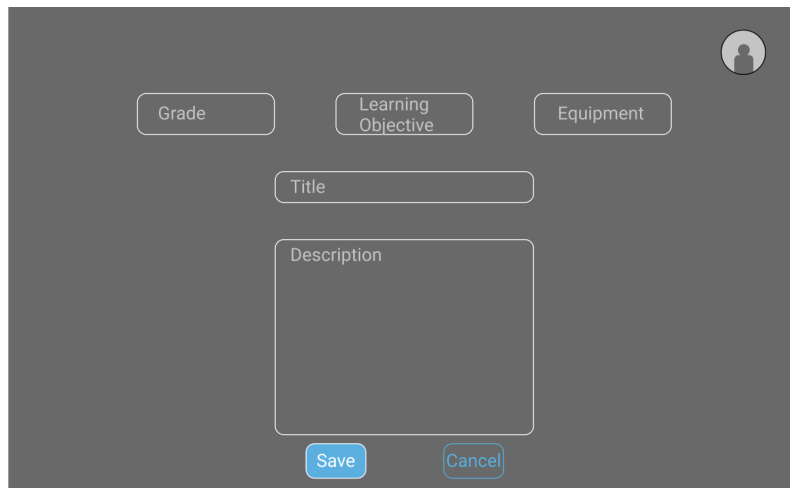 Grade
Learning
Objective
Equipment
Title
Description
Save
Cancel